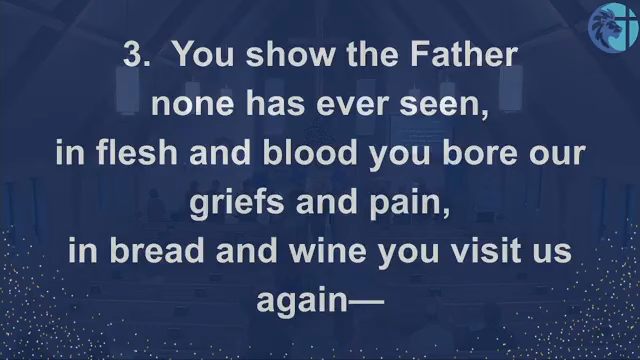 3.  You show the Father
none has ever seen,
in flesh and blood you bore our
griefs and pain,
in bread and wine you visit us
again—